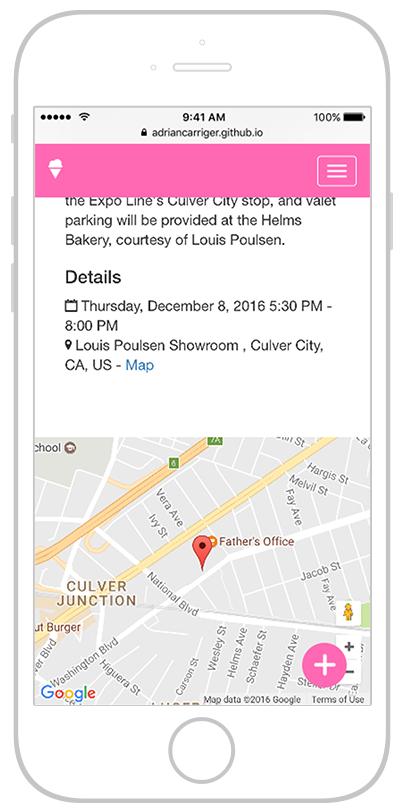 9:41 AM
100%
adriancarriger.github.io
the Expo Line's Culver City stop, and valet
parking will be provided at the Helms
Bakery, courtesy of Louis Poulsen.
Details
Thursday, December 8, 2016 5:30 PM -
8:00 PM
Louis Poulsen Showroom , Culver City,
CA, US - Map
chool
7A
6
Hargis St
Melvil St
Vera Ave
Ivy St
Fay Ave
Father's Office
Jacob St
CULVER
JUNCTION
National Blvd
Fay Ave
ut Burger
Washington Blvd
Higuera St
Carson St
Wesley St
Helms Ave
Schaefer St
Hayden Ave
Google
Map data ©2016 Google
Terms of Use